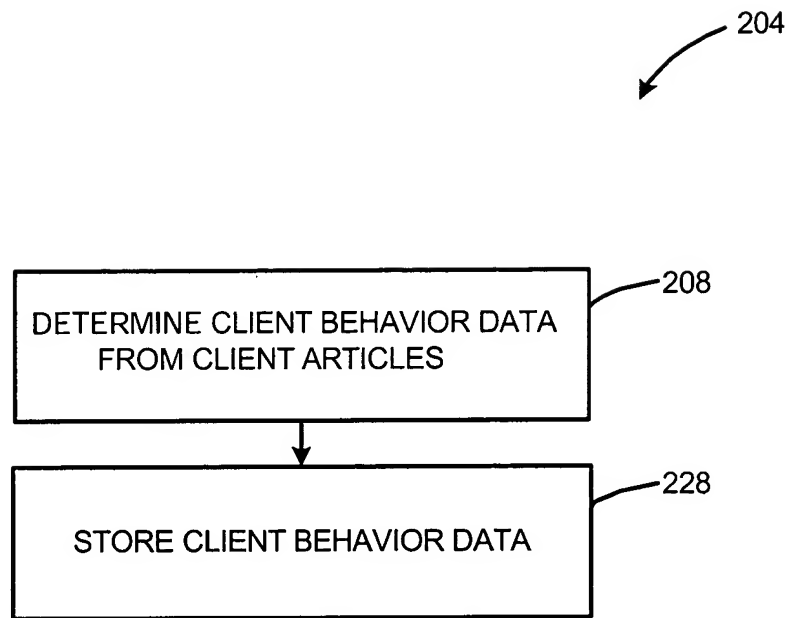 204
DETERMINE CLIENT BEHAVIOR DATA
FROM CLIENT ARTICLES
208
STORE CLIENT BEHAVIOR DATA
228